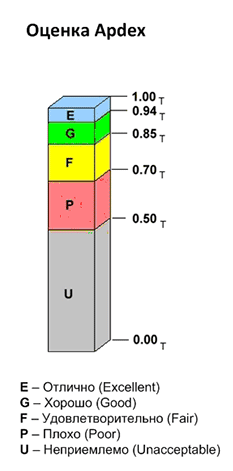 Оценка Apdex
1.00 T
E 0.94 T
G 0.85 T
F 0.70 T
P 0.50 T
U
0.00 T
E – Отлично (Excellent)
G – Хорошо (Good)
F – Удовлетворительно (Fair)
P – Плохо (Poor)
U – Неприемлемо (Unacceptable)